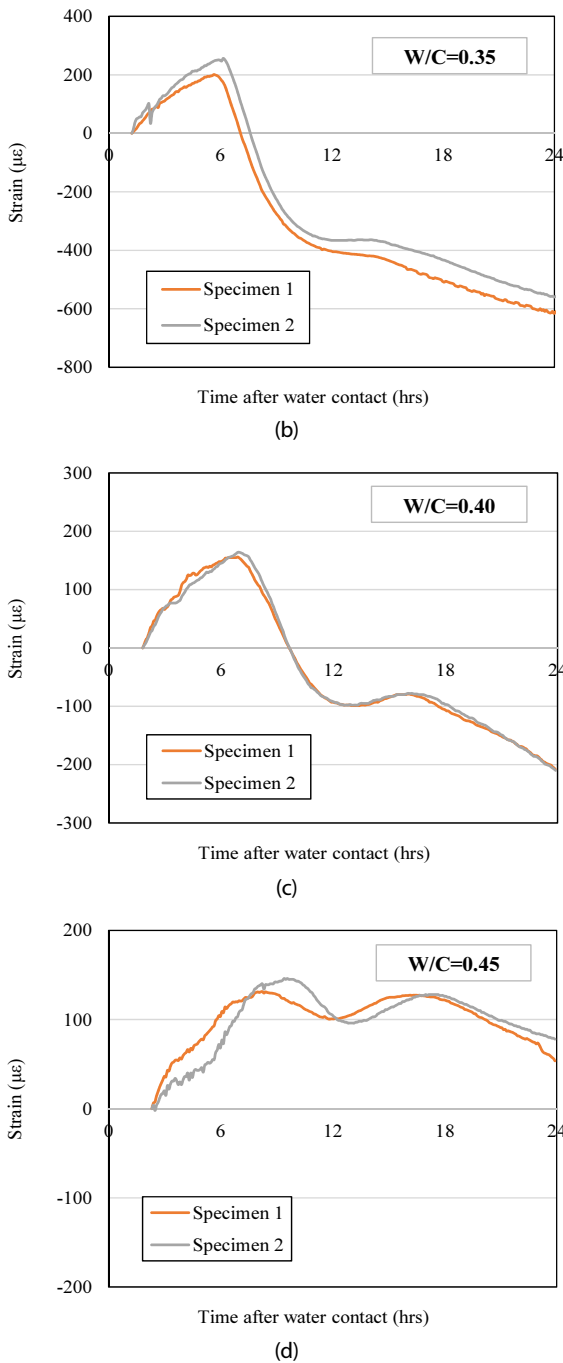 400
W/C=0.35
200
0
0
6
12
18
24
-200
-400
-600
-800
Strain (με)
Specimen 1
Specimen 2
Time after water contact (hrs)
(b)
300
W/C=0.40
200
100
0
0
6
12
18
24
-100
-200
-300
Strain (με)
Specimen 1
Specimen 2
Time after water contact (hrs)
(c)
200
W/C=0.45
100
0
0
6
12
18
24
-100
-200
Strain (με)
Specimen 1
Specimen 2
Time after water contact (hrs)
(d)